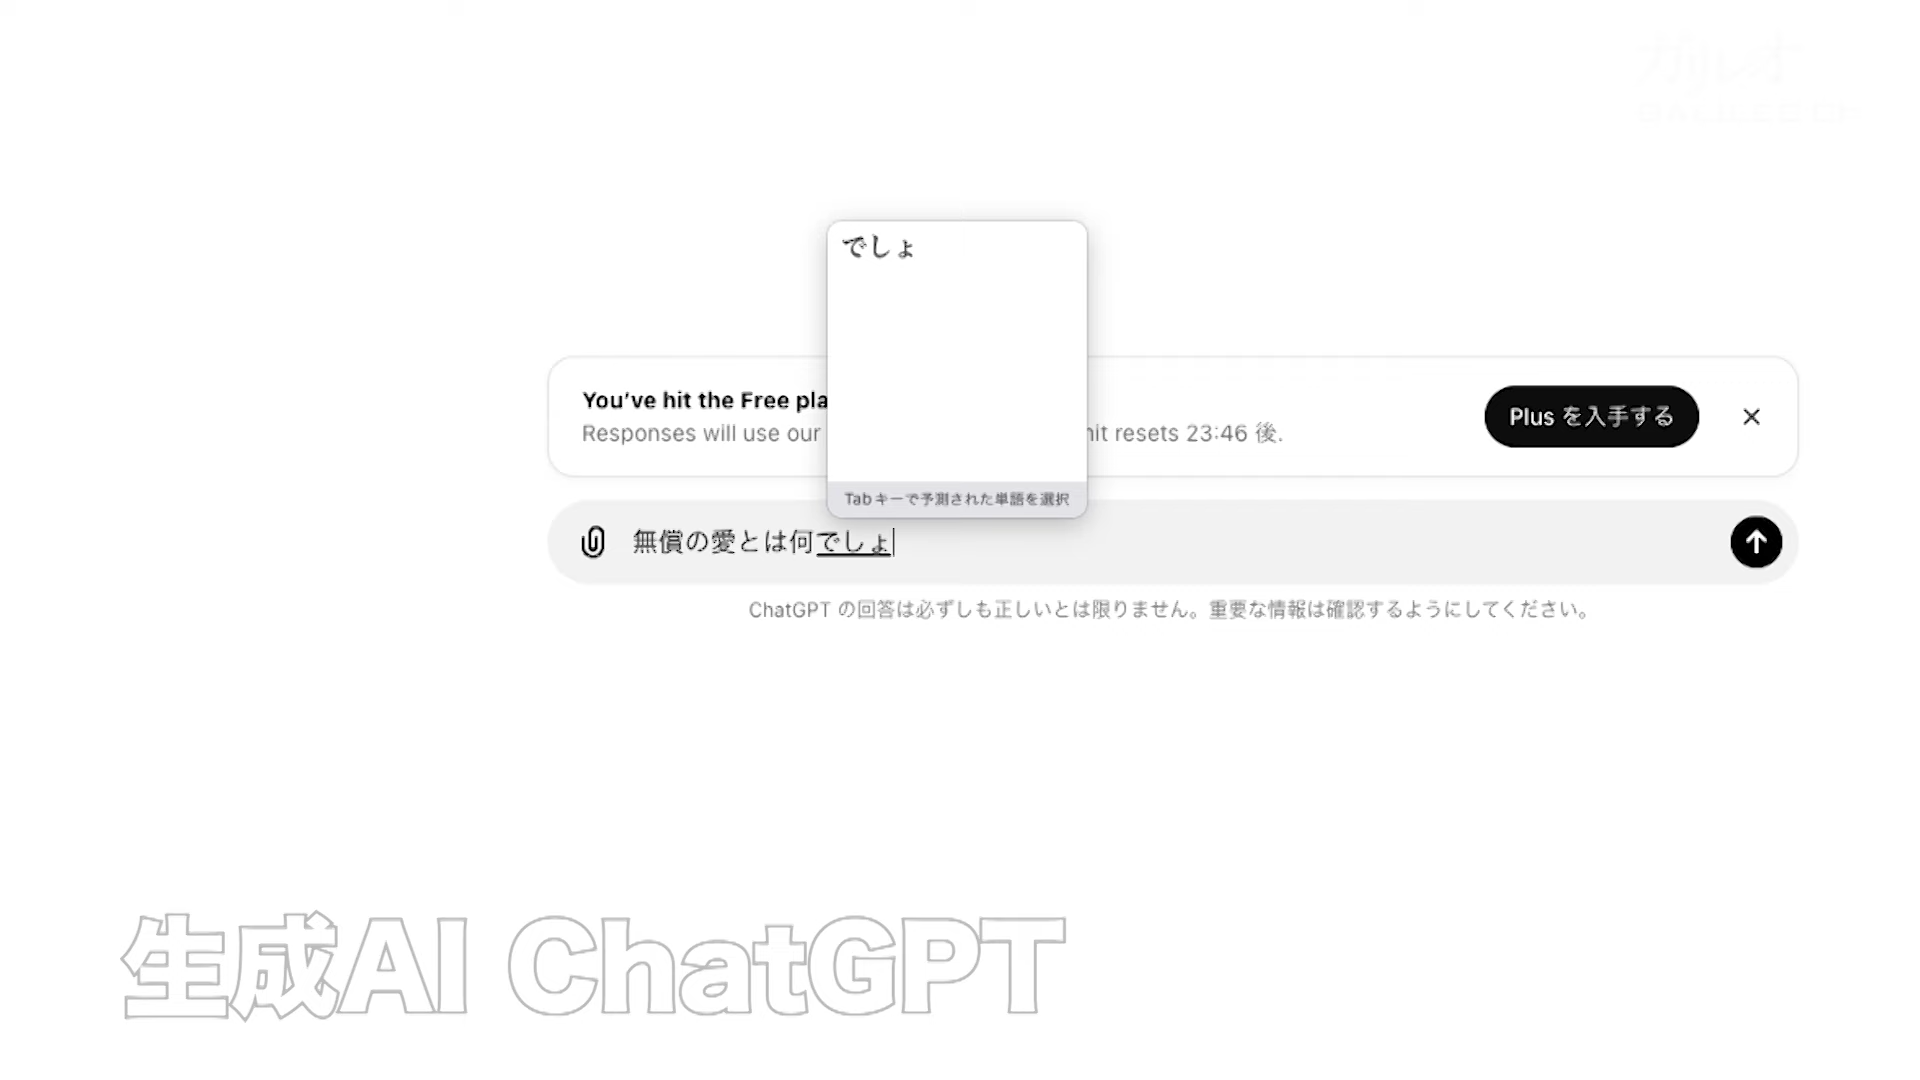 でしょ
You've hit the Free pla
Responses will use our
it resets 23:46 後.
Plus を入手する
Tab キーで予測された単語を選択
無償の愛とは何でしょ
ChatGPT の回答は必ずしも正しいとは限りません。重要な情報は確認するようにしてください。
生成AI ChatGPT